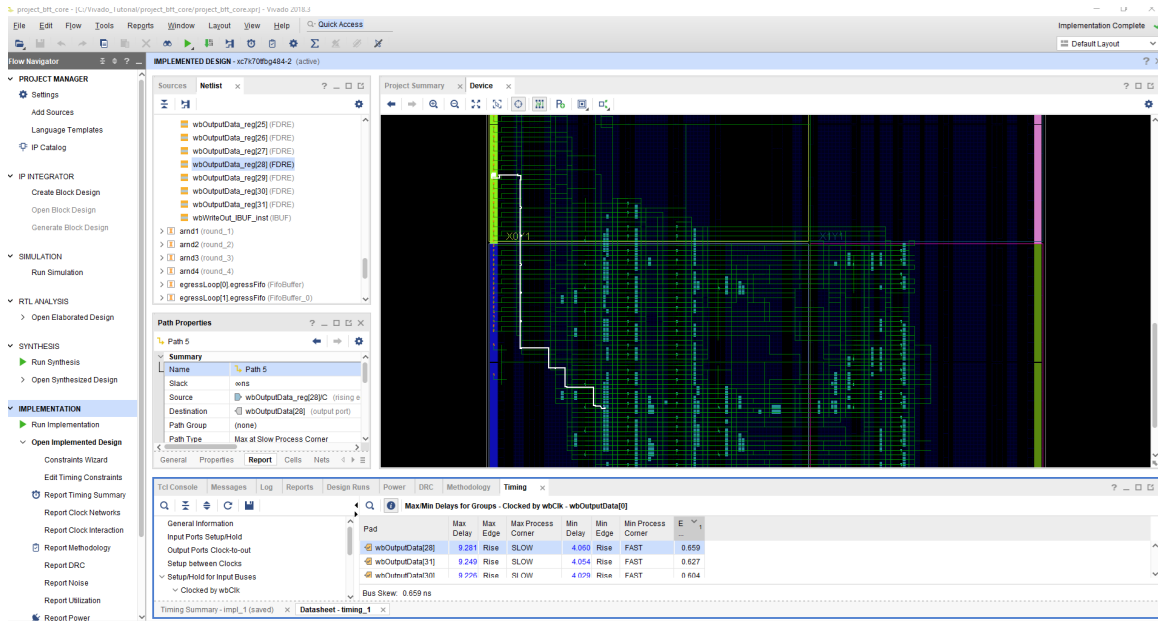 project_bft_core - [C:/Vivado_Tutorial/project_bft_core/project_bft_core.xpr] - Vivado 2018.3
File Edit Flow Tools Reports Window Layout View Help Quick Access
Implementation Complete
Default Layout
Flow Navigator
IMPLEMENTED DESIGN - xc7k70tfbg484-2 (active)
PROJECT MANAGER
Settings
Add Sources
Language Templates
IP Catalog
IP INTEGRATOR
Create Block Design
Open Block Design
Generate Block Design
SIMULATION
Run Simulation
RTL ANALYSIS
Open Elaborated Design
SYNTHESIS
Run Synthesis
Open Synthesized Design
IMPLEMENTATION
Run Implementation
Open Implemented Design
Constraints Wizard
Edit Timing Constraints
Report Timing Summary
Report Clock Networks
Report Clock Interaction
Report Methodology
Report DRC
Report Noise
Report Utilization
Report Power
Sources Netlist
wbOutputData_reg[25] (FDRE)
wbOutputData_reg[26] (FDRE)
wbOutputData_reg[27] (FDRE)
wbOutputData_reg[28] (FDRE)
wbOutputData_reg[29] (FDRE)
wbOutputData_reg[30] (FDRE)
wbOutputData_reg[31] (FDRE)
wbWriteOut_IBUF_inst (IBUF)
arnd1 (round_1)
arnd2 (round_2)
arnd3 (round_3)
arnd4 (round_4)
egressLoop[0].egressFifo (FifoBuffer)
egressLoop[1].egressFifo (FifoBuffer_0)
Path Properties
Path 5
Summary
Name Path 5
Slack ∞ns
Source wbOutputData_reg[28]/C (rising e
Destination wbOutputData[28] (output port)
Path Group (none)
Path Type Max at Slow Process Corner
General Properties Report Cells Nets
Project Summary Device
X0Y1 X1Y1
Tcl Console Messages Log Reports Design Runs Power DRC Methodology Timing
General Information
Input Ports Setup/Hold
Output Ports Clock-to-out
Setup between Clocks
Setup/Hold for Input Buses
Clocked by wbClk
Max/Min Delays for Groups - Clocked by wbClk - wbOutputData[0]
Pad Max Delay Max Edge Max Process Corner Min Delay Min Edge Min Process Corner E ... 1
wbOutputData[28] 9.281 Rise SLOW 4.060 Rise FAST 0.659
wbOutputData[31] 9.249 Rise SLOW 4.054 Rise FAST 0.627
wbOutputData[30] 9.226 Rise SLOW 4.029 Rise FAST 0.604
Bus Skew: 0.659 ns
Timing Summary - impl_1 (saved) Datasheet - timing_1